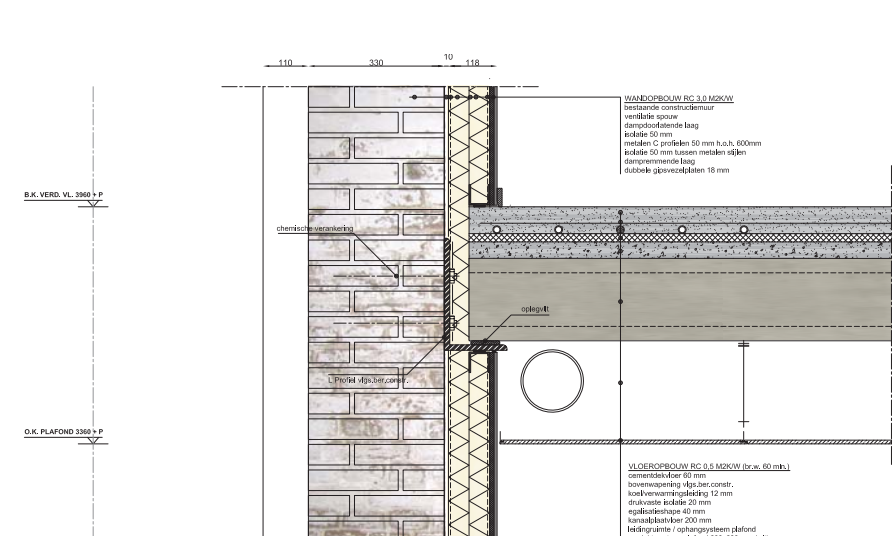 10
110 330 118
WANDOPBOUW RC 3,0 M2K/W
bestaande constructiemuur
ventilatie spouw
dampdoorlatende laag
isolatie 50 mm
metalen C profielen 50 mm h.o.h. 600mm
isolatie 50 mm tussen metalen stijlen
dampremmende laag
dubbele gipsvezelplaten 18 mm
B.K. VERD. VL. 3960 + P
chemische verankering
oplegvilt
L Profiel vlgs.ber.constr.
O.K. PLAFOND 3360 + P
VLOEROPBOUW RC 0,5 M2K/W (br.w. 60 min.)
cementdekvloer 60 mm
bovenwapening vlgs.ber.constr.
koel/verwarmingsleiding 12 mm
drukvaste isolatie 20 mm
egalisatieshape 40 mm
kanaalplaatvloer 200 mm
leidingruimte / ophangsysteem plafond